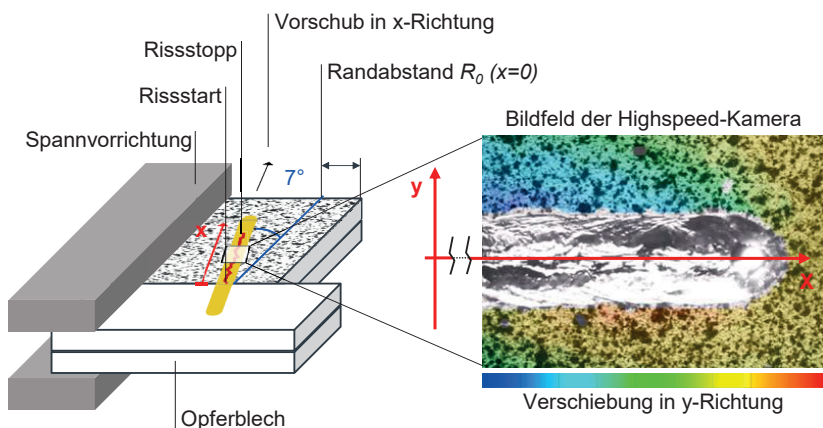 Vorschub in x-Richtung
Rissstopp
Randabstand R0 (x=0)
Rissstart
Bildfeld der Highspeed-Kamera
Spannvorrichtung
7°
y
x
x
Verschiebung in y-Richtung
Opferblech